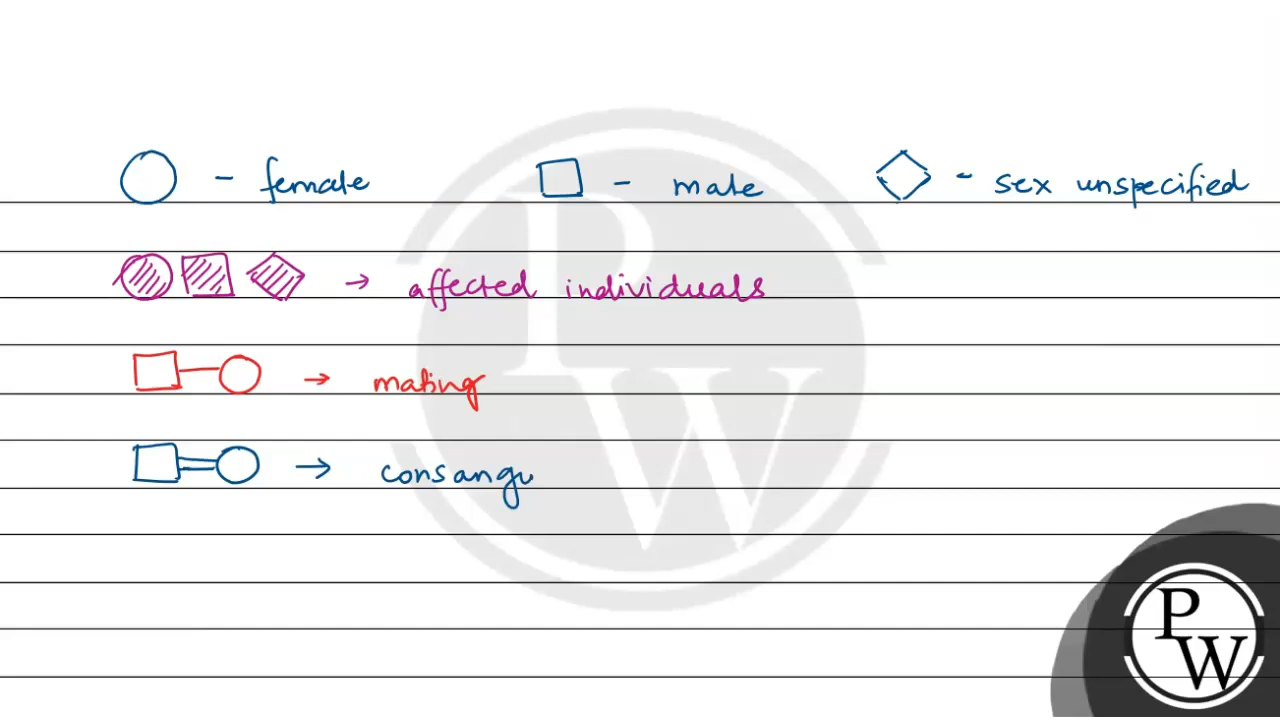 - female - male - sex unspecified
→ affected individuals
→ mating
→ consangu
P
W
P
W